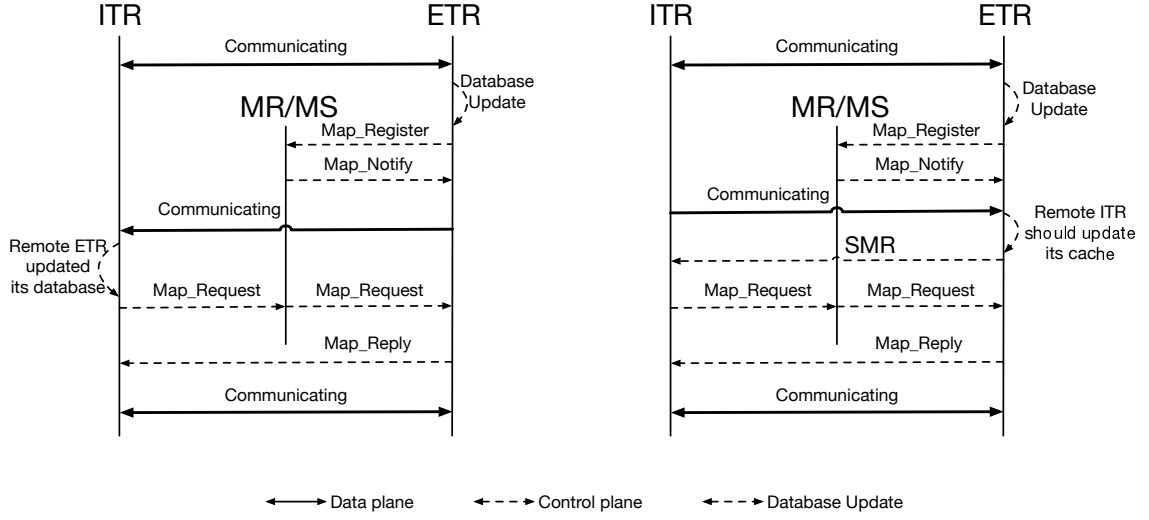 ITR
ETR
Communicating
Database
Update
MR/MS
Map_Register
Map_Notify
Communicating
Remote ETR
updated
its database
Map_Request
Map_Request
Map_Reply
Communicating
ITR
ETR
Communicating
Database
Update
MR/MS
Map_Register
Map_Notify
Communicating
Remote ITR
should update
its cache
SMR
Map_Request
Map_Request
Map_Reply
Communicating
Data plane
Control plane
Database Update